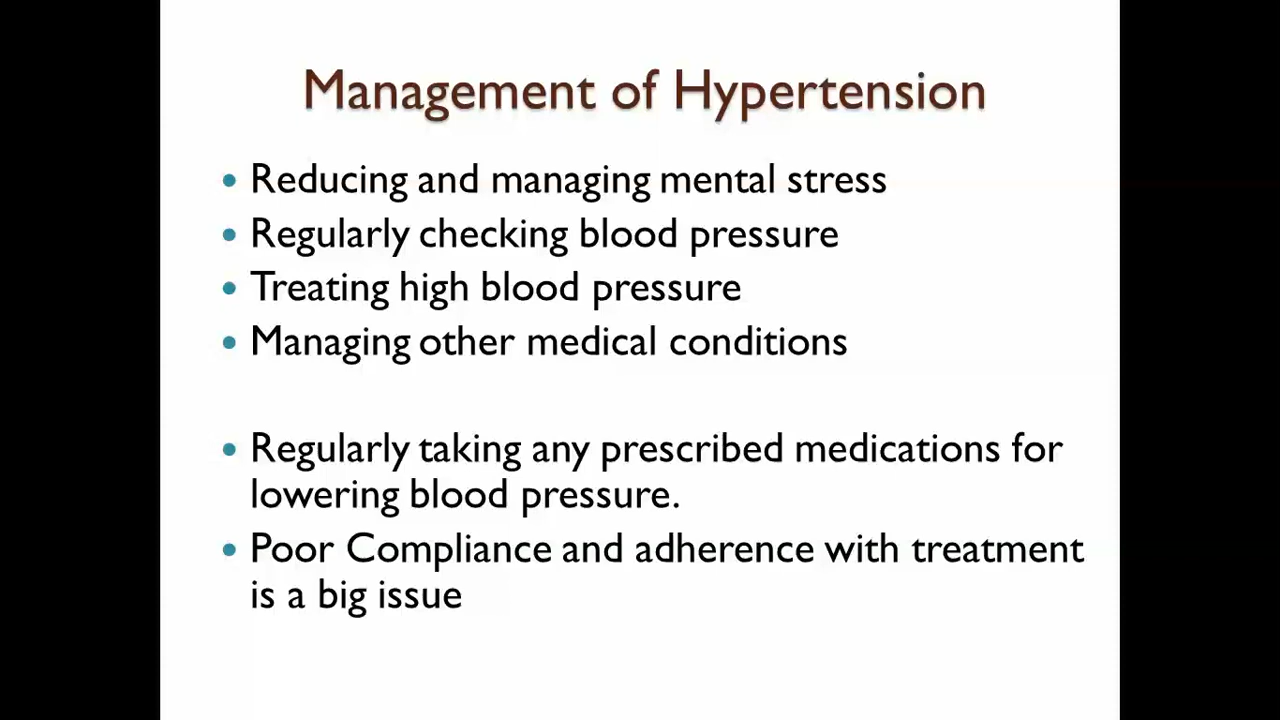 Management of Hypertension
• Reducing and managing mental stress
• Regularly checking blood pressure
• Treating high blood pressure
• Managing other medical conditions
• Regularly taking any prescribed medications for
lowering blood pressure.
• Poor Compliance and adherence with treatment
is a big issue